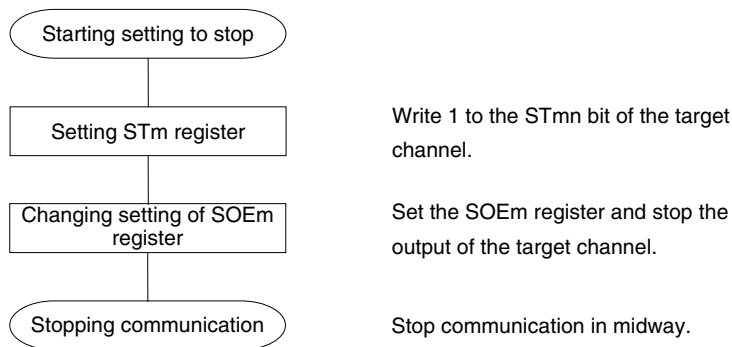 Starting setting to stop
Setting STm register
Write 1 to the STmn bit of the target
channel.
Changing setting of SOEm
register
Set the SOEm register and stop the
output of the target channel.
Stopping communication
Stop communication in midway.